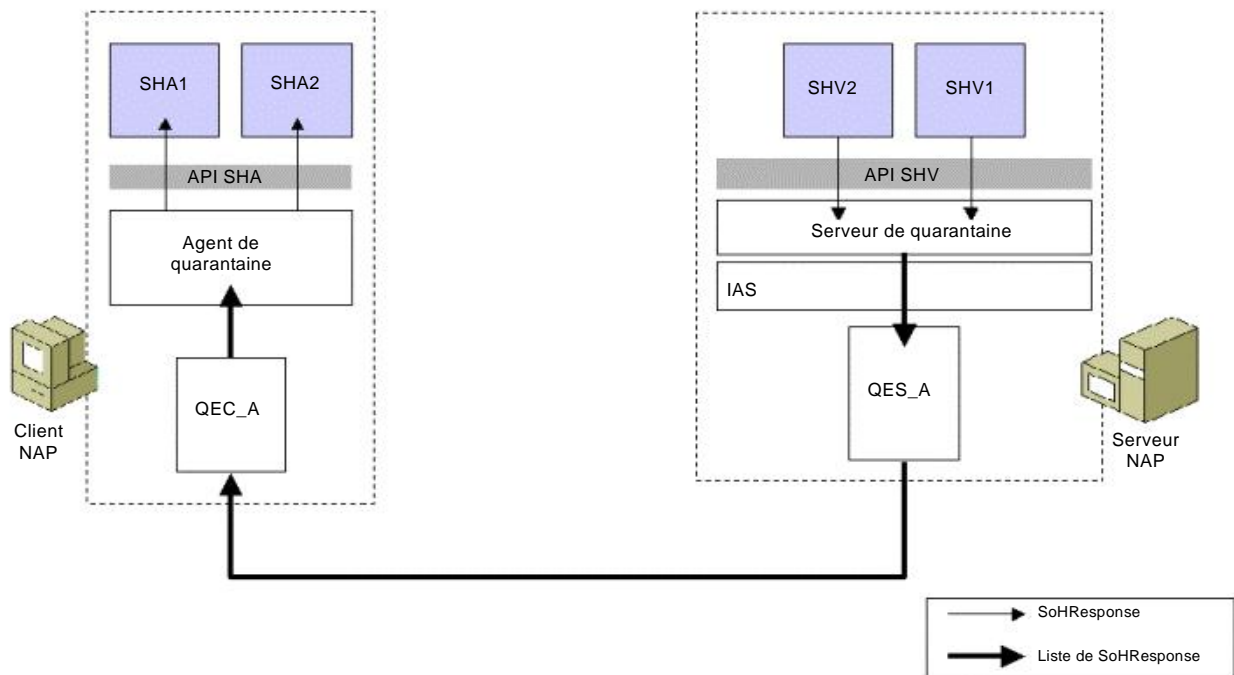 SHA1
SHA2
API SHA
Agent de
quarantaine
QEC_A
Client
NAP
SHV2
SHV1
API SHV
Serveur de quarantaine
IAS
QES_A
Serveur
NAP
SoHResponse
Liste de SoHResponse